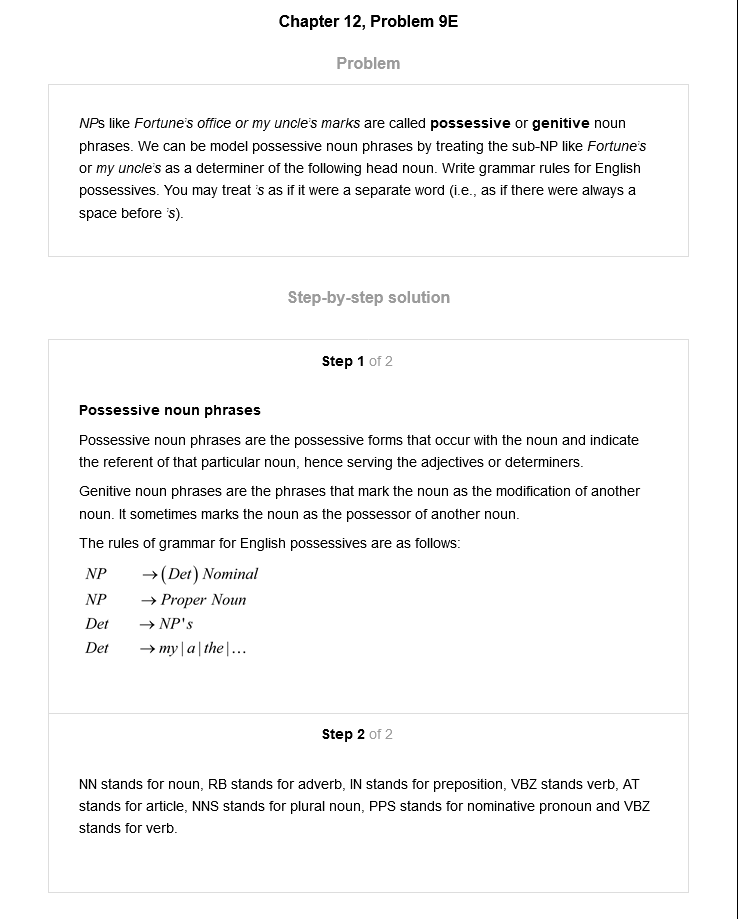 Chapter 12, Problem 9E
Problem
NPs like Fortune's office or my uncle's marks are called possessive or genitive noun
phrases. We can be model possessive noun phrases by treating the sub-NP like Fortune's
or my uncle's as a determiner of the following head noun. Write grammar rules for English
possessives. You may treat 's as if it were a separate word (i.e., as if there were always a
space before 's).
Step-by-step solution
Step 1 of 2
Possessive noun phrases
Possessive noun phrases are the possessive forms that occur with the noun and indicate
the referent of that particular noun, hence serving the adjectives or determiners.
Genitive noun phrases are the phrases that mark the noun as the modification of another
noun. It sometimes marks the noun as the possessor of another noun.
The rules of grammar for English possessives are as follows:
NP → (Det) Nominal
NP → Proper Noun
Det → NP's
Det → my | a | the | ...
Step 2 of 2
NN stands for noun, RB stands for adverb, IN stands for preposition, VBZ stands verb, AT
stands for article, NNS stands for plural noun, PPS stands for nominative pronoun and VBZ
stands for verb.